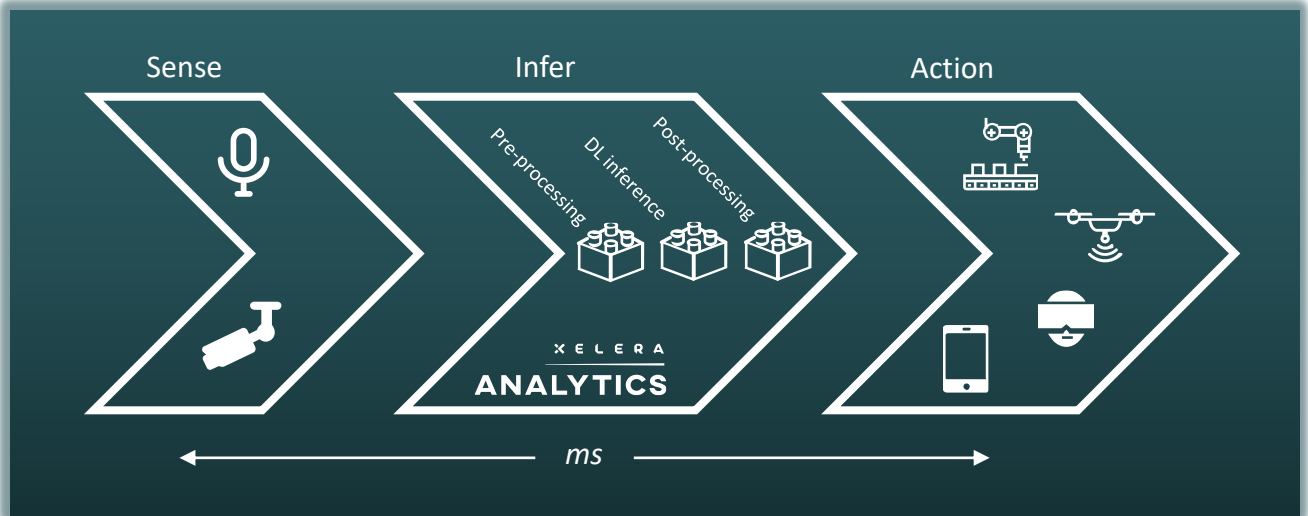 Sense
Infer
Action
Pre-processing
DL inference
Post-processing
XELERA
ANALYTICS
ms